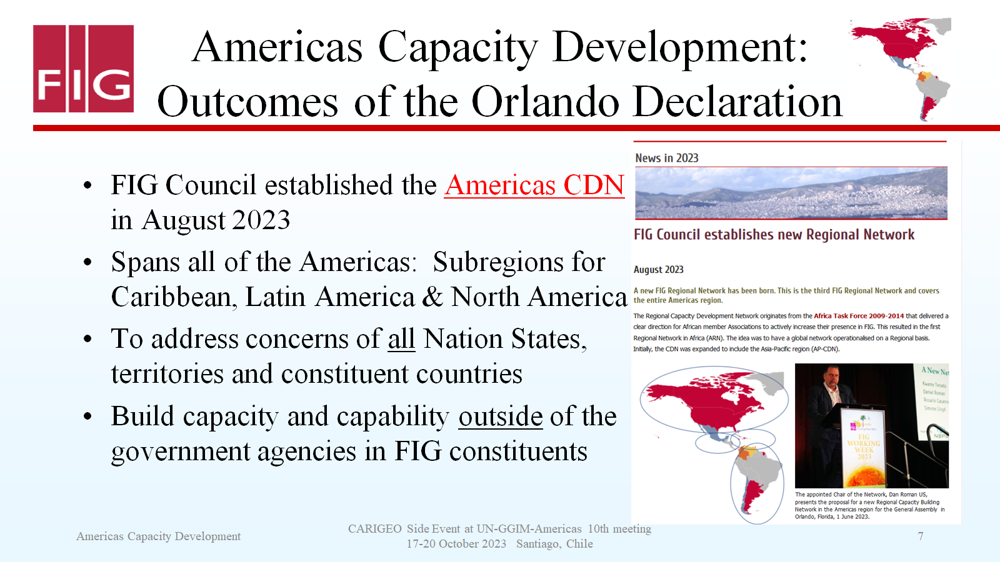 FIG
Americas Capacity Development:
Outcomes of the Orlando Declaration
• FIG Council established the Americas CDN
in August 2023
• Spans all of the Americas:  Subregions for
Caribbean, Latin America & North America
• To address concerns of all Nation States,
territories and constituent countries
• Build capacity and capability outside of the
government agencies in FIG constituents
News in 2023
FIG Council establishes new Regional Network
August 2023
A new FIG Regional Network has been born. This is the third FIG Regional Network and covers
the entire Americas region.
The Regional Capacity Development Network originates from the Africa Task Force 2009-2014 that delivered a
clear direction for African member Associations to actively increase their presence in FIG. This resulted in the first
Regional Network in Africa (ARN). The idea was to have a global network operationalised on a Regional basis.
Initially, the CDN was expanded to include the Asia-Pacific region (AP-CDN).
A New Net
Kwame Tenadu
Daniel Roman
Rosario Casanova
Simone Lloyd
NSPS
FIG
WORKING
WEEK
2023
The appointed Chair of the Network, Dan Roman US,
presents the proposal for a new Regional Capacity Building
Network in the Americas region for the General Assembly in
Orlando, Florida, 1 June 2023.
Americas Capacity Development
CARIGEO Side Event at UN-GGIM-Americas 10th meeting
17-20 October 2023   Santiago, Chile
7